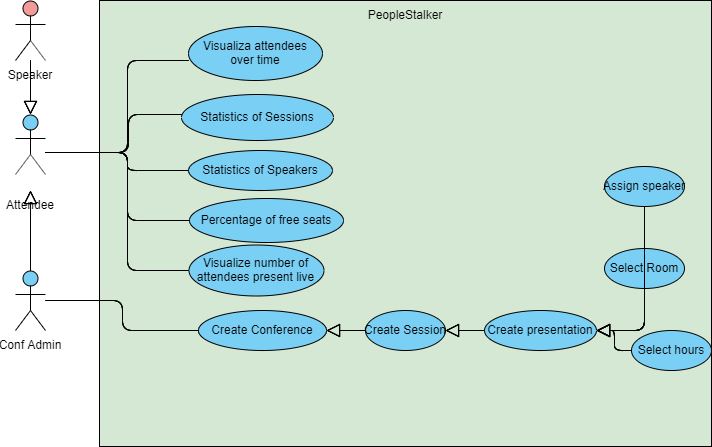 PeopleStalker
Speaker
Attendee
Conf Admin
Visualiza attendees
over time
Statistics of Sessions
Statistics of Speakers
Percentage of free seats
Visualize number of
attendees present live
Create Conference
Create Session
Create presentation
Assign speaker
Select Room
Select hours